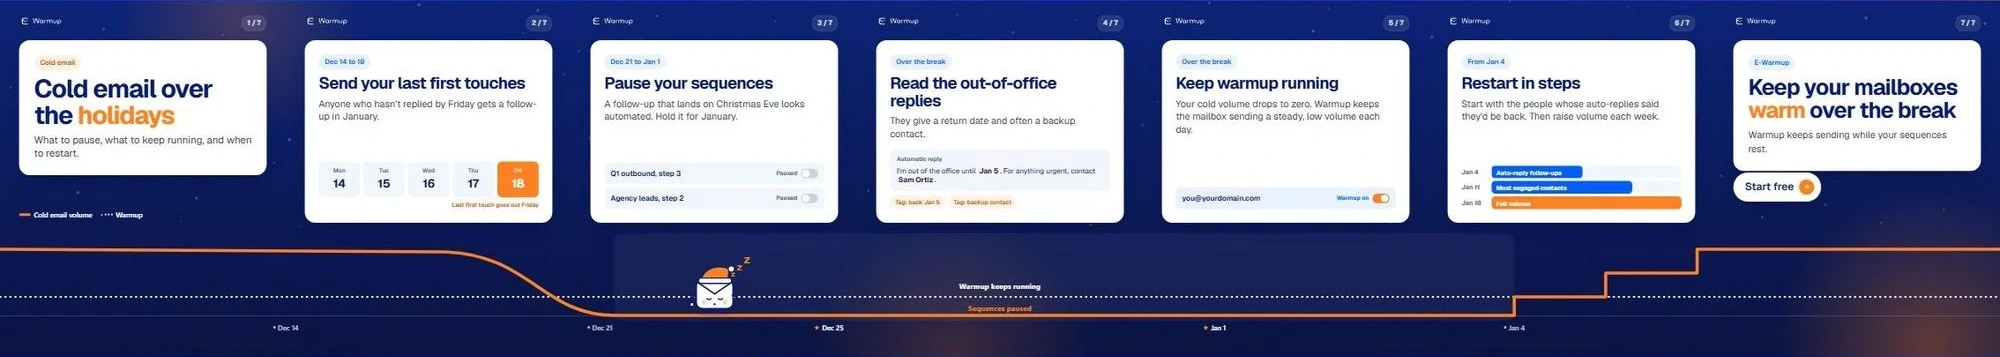 Warmup
1/7
Cold email
Cold email over
the holidays
What to pause, what to keep running, and when
to restart.
Cold email volume
Warmup
Warmup
2/7
Dec 14 to 18
Send your last first touches
Anyone who hasn't replied by Friday gets a follow-
up in January.
Mon
14
Tue
15
Wed
16
Thu
17
Fri
18
Last first touch goes out Friday
Warmup
3/7
Dec 21 to Jan 1
Pause your sequences
A follow-up that lands on Christmas Eve looks
automated. Hold it for January.
Q1 outbound, step 3
Paused
Agency leads, step 2
Paused
Warmup
4/7
Over the break
Read the out-of-office
replies
They give a return date and often a backup
contact.
Automatic reply
I'm out of the office until Jan 5. For anything urgent, contact
Sam Ortiz.
Tag: back Jan 5
Tag: backup contact
Warmup
5/7
Over the break
Keep warmup running
Your cold volume drops to zero. Warmup keeps
the mailbox sending a steady, low volume each
day.
you@yourdomain.com
Warmup on
Warmup
6/7
From Jan 4
Restart in steps
Start with the people whose auto-replies said
they'd be back. Then raise volume each week.
Jan 4
Auto-reply follow-ups
Jan 11
Most engaged contacts
Jan 18
Full volume
Warmup
7/7
E-Warmup
Keep your mailboxes
warm over the break
Warmup keeps sending while your sequences
rest.
Start free
z
z
z
Warmup keeps running
Sequences paused
Dec 14
Dec 21
Dec 25
Jan 1
Jan 4